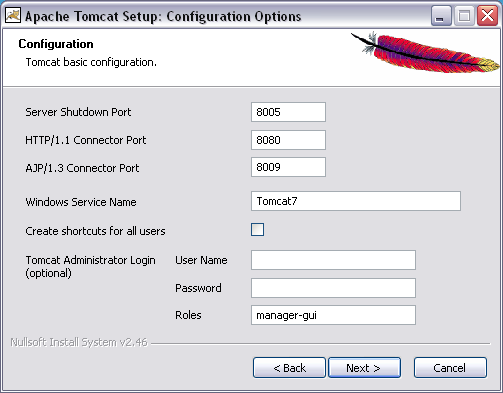 Apache Tomcat Setup: Configuration Options
Configuration
Tomcat basic configuration.
Server Shutdown Port 8005
HTTP/1.1 Connector Port 8080
AJP/1.3 Connector Port 8009
Windows Service Name Tomcat7
Create shortcuts for all users
Tomcat Administrator Login (optional)
User Name
Password
Roles manager-gui
Nullsoft Install System v2.46
< Back Next > Cancel